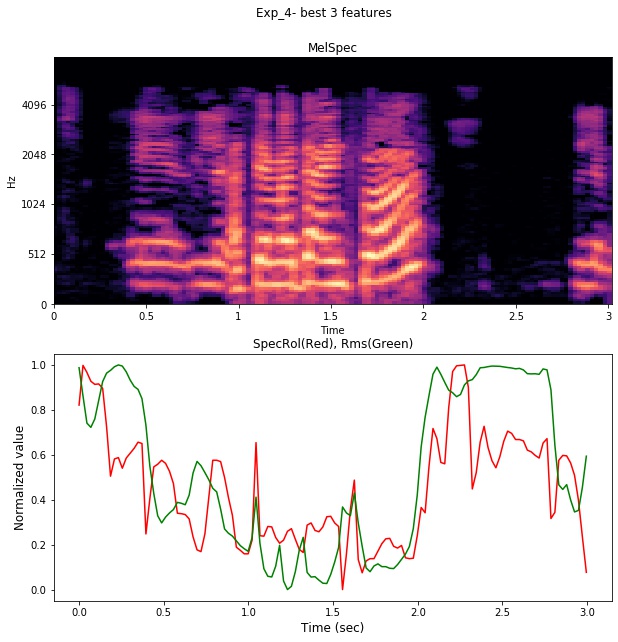 Exp_4- best 3 features
MelSpec
4096
2048
1024
512
0
Hz
0 0.5 1 1.5 2 2.5 3
Time
SpecRol(Red), Rms(Green)
1.0
0.8
0.6
0.4
0.2
0.0
Normalized value
0.0 0.5 1.0 1.5 2.0 2.5 3.0
Time (sec)